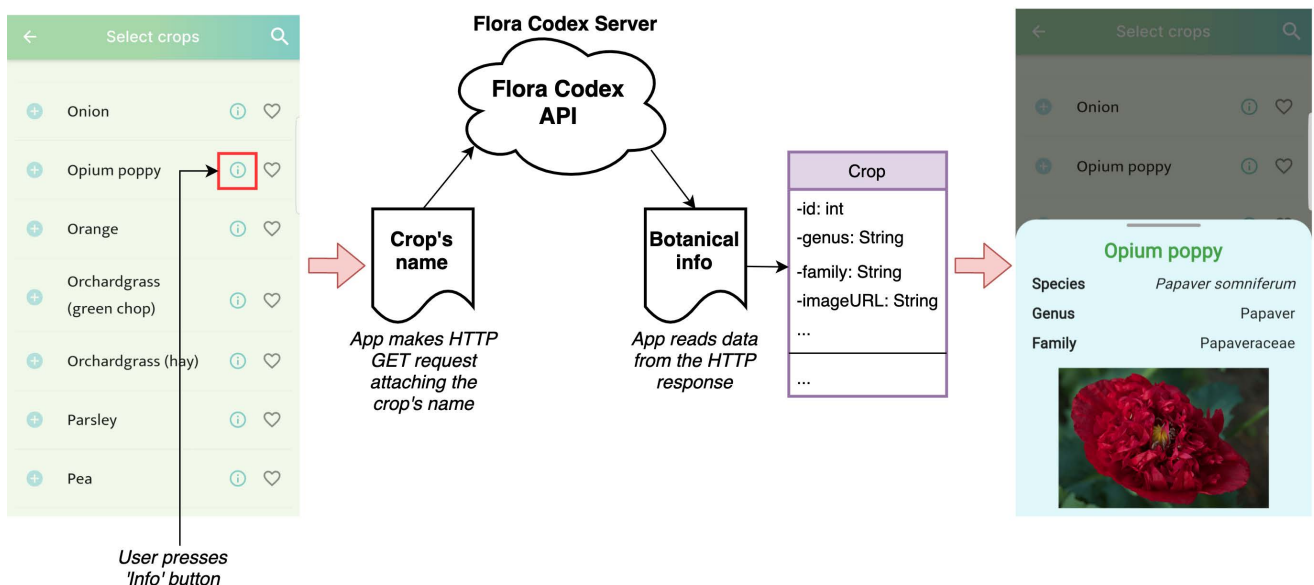 Select crops
Onion
Opium poppy
Orange
Orchardgrass
(green chop)
Orchardgrass (hay)
Parsley
Pea
User presses
'Info' button
Crop's
name
App makes HTTP
GET request
attaching the
crop's name
Flora Codex Server
Flora Codex
API
Botanical
info
App reads data
from the HTTP
response
Crop
-id: int
-genus: String
-family: String
-imageURL: String
...
...
Select crops
Onion
Opium poppy
Opium poppy
Species Papaver somniferum
Genus Papaver
Family Papaveraceae